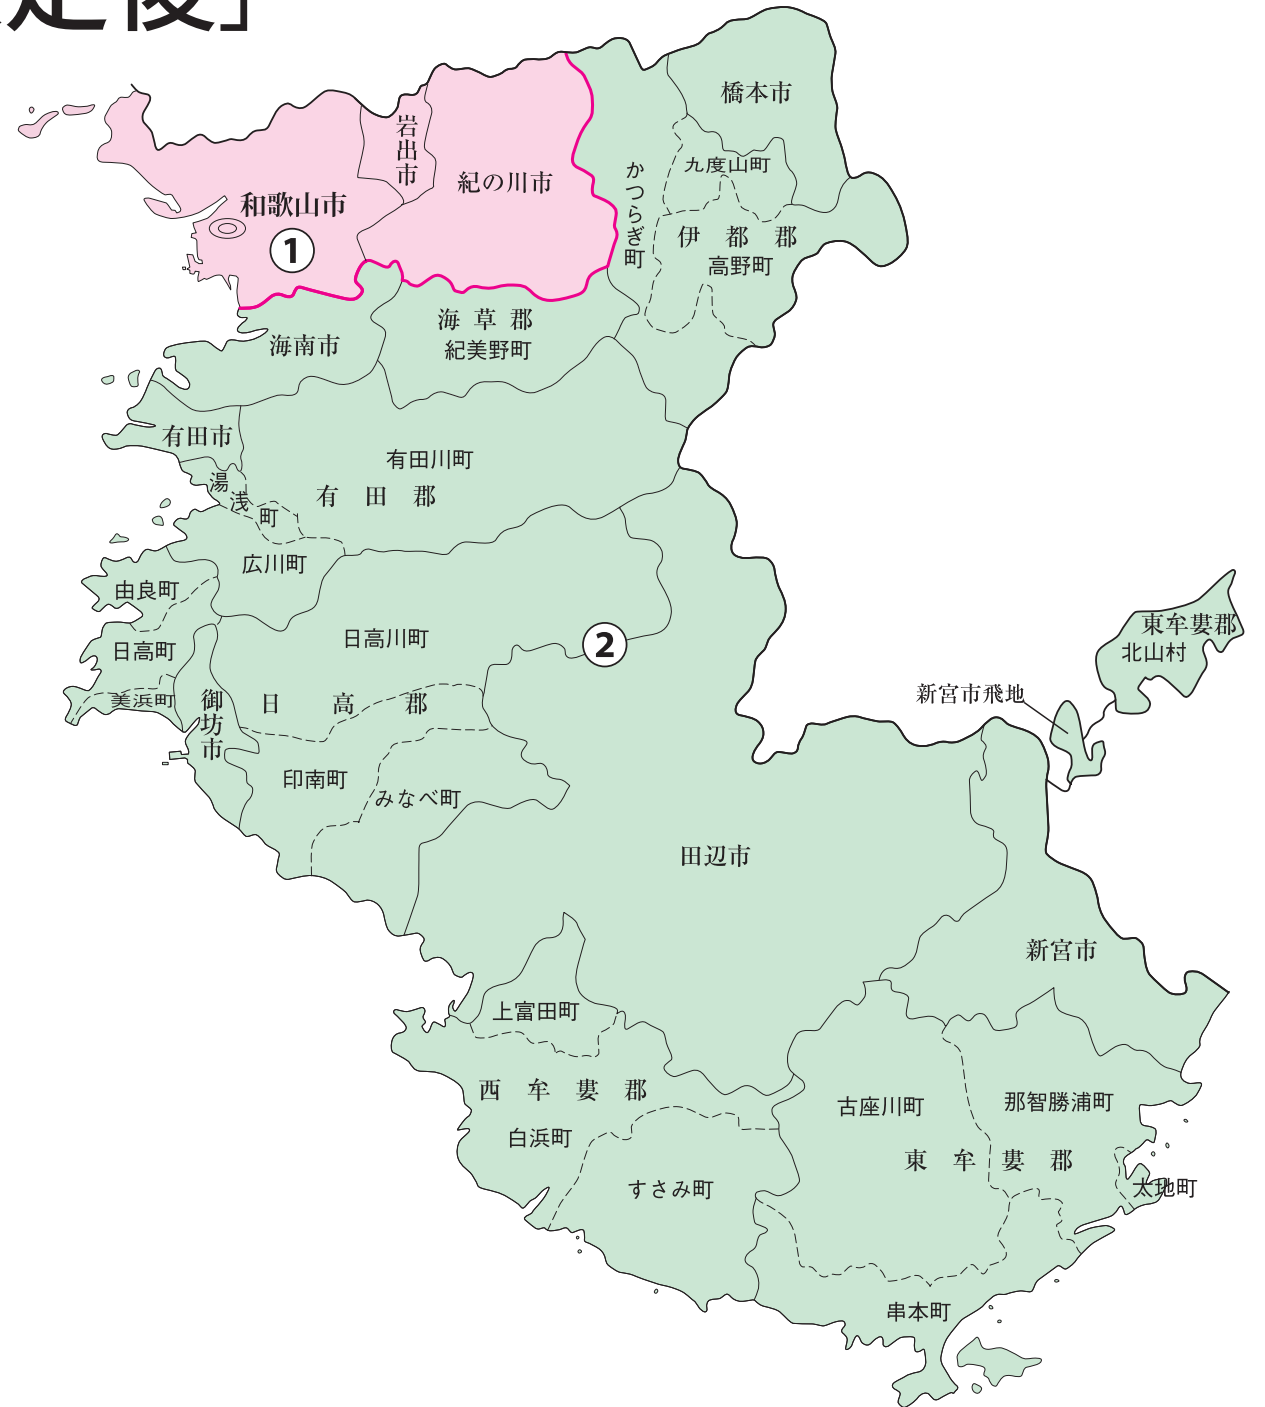 定後」
橋本市
岩出市
紀の川市
かつらぎ町
九度山町
和歌山市
①
伊都郡
高野町
海草郡
紀美野町
海南市
有田市
有田川町
湯浅町
有田郡
広川町
由良町
日高川町
②
日高町
美浜町
御坊市
日高郡
印南町
みなべ町
東牟婁郡
北山村
新宮市飛地
田辺市
新宮市
上富田町
西牟婁郡
白浜町
すさみ町
古座川町
那智勝浦町
東牟婁郡
太地町
串本町